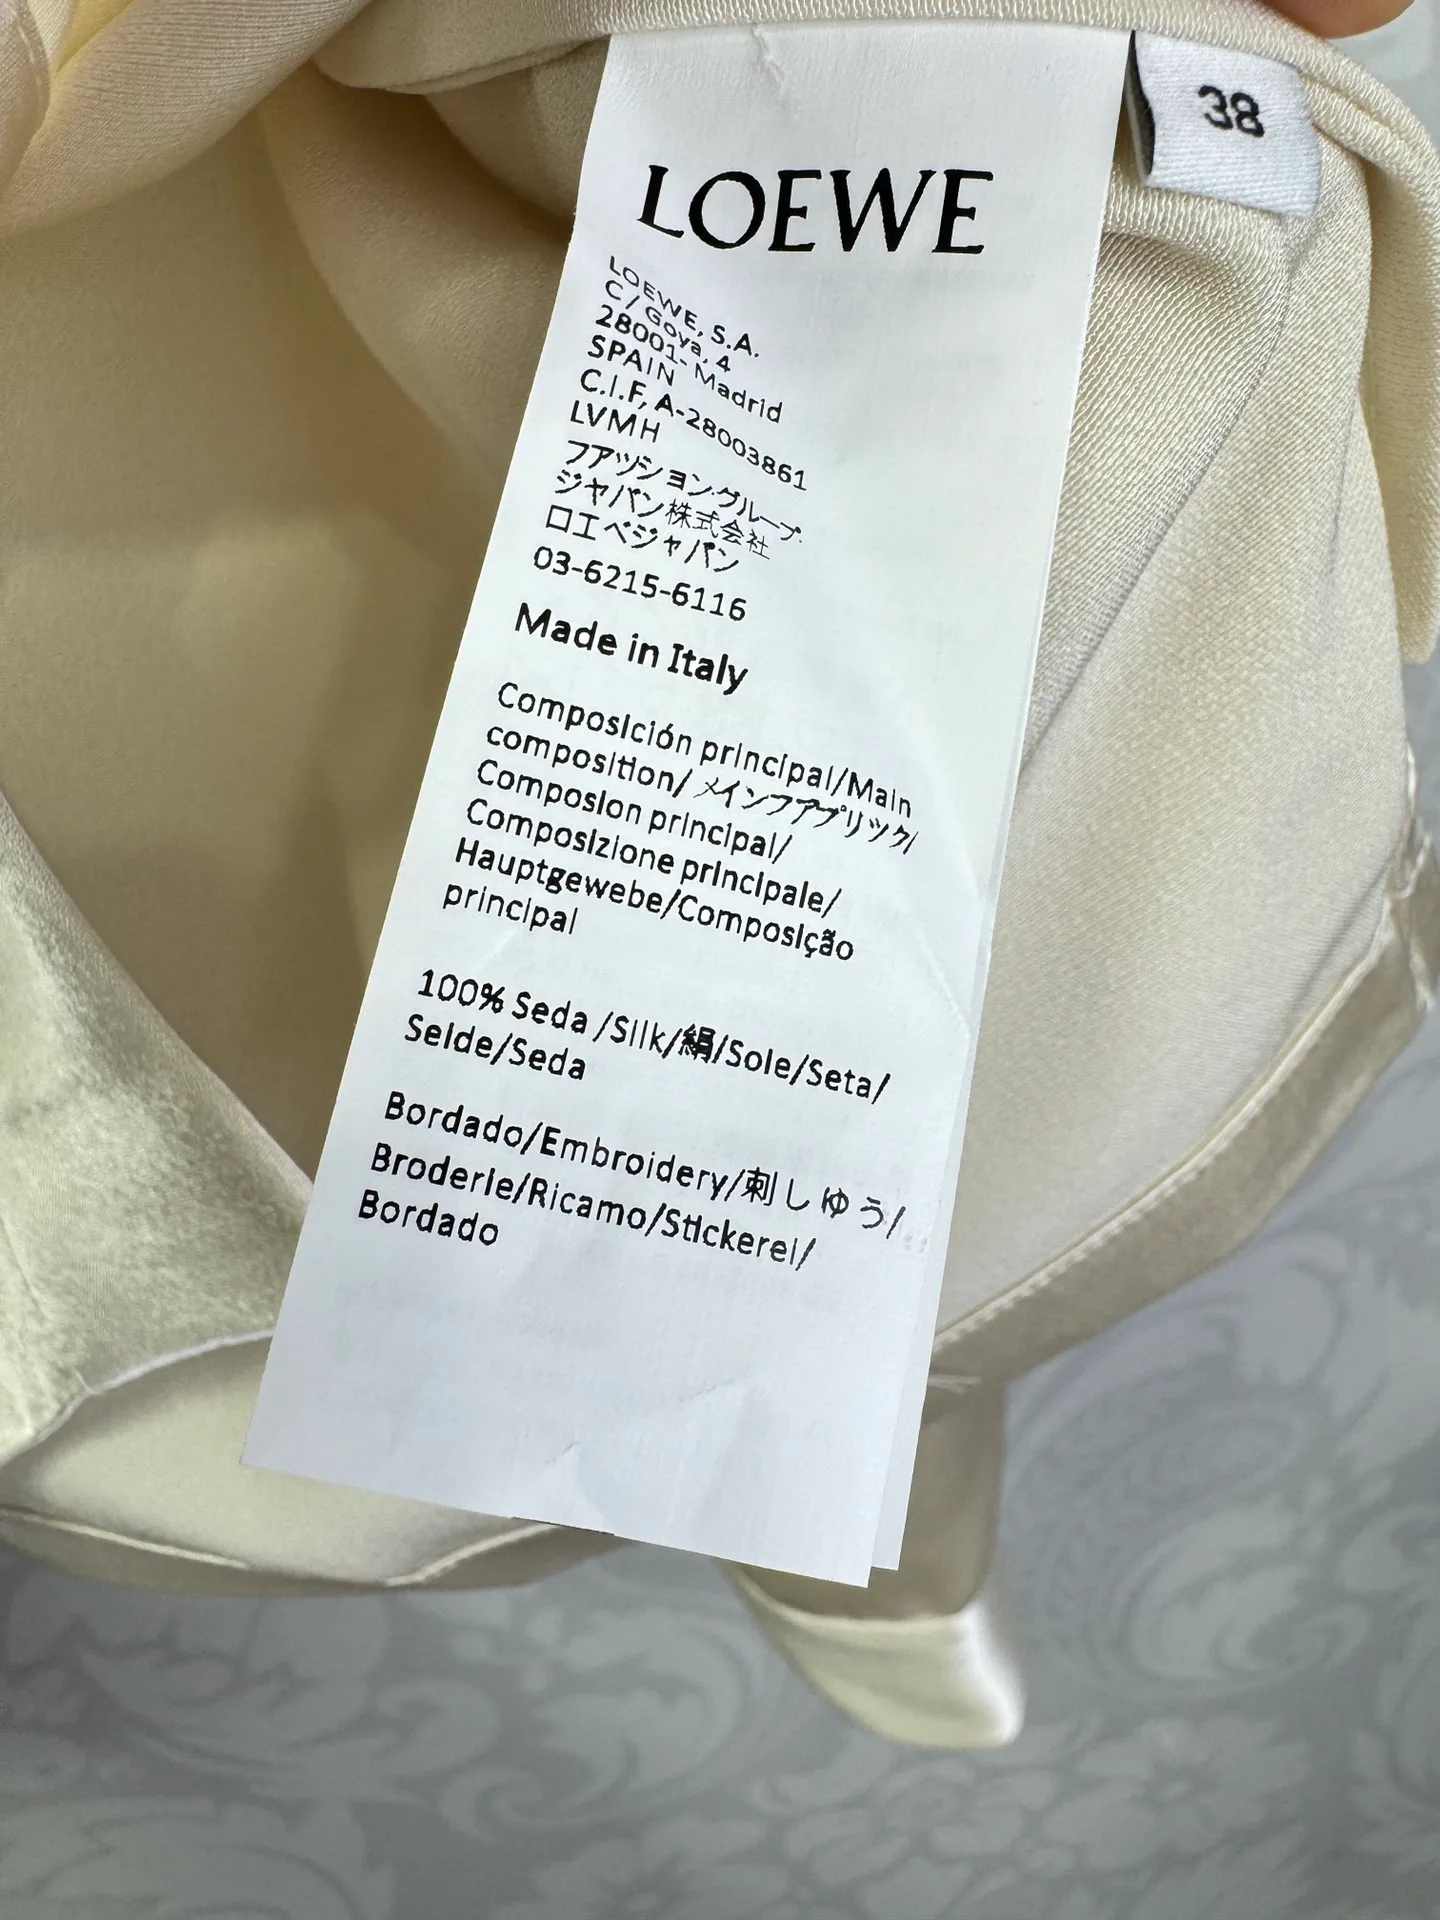 38
LOEWE
LOEWE, S.A.
C/ Goya, 4
28001- Madrid
SPAIN
C.I.F, A-28003861
LVMH
フアッション・グループ・
ジャパン株式会社
ロエベジャパン
03-6215-6116
Made in Italy
Composición principal/Main
composition/ メインフアブリック/
Composion principal/
Composizione principale/
Hauptgewebe/Composição
principal
100% Seda /Silk/絹/Sole/Seta/
Seide/Seda
Bordado/Embroidery/刺しゅう/
Broderie/Ricamo/Stickerei/
Bordado